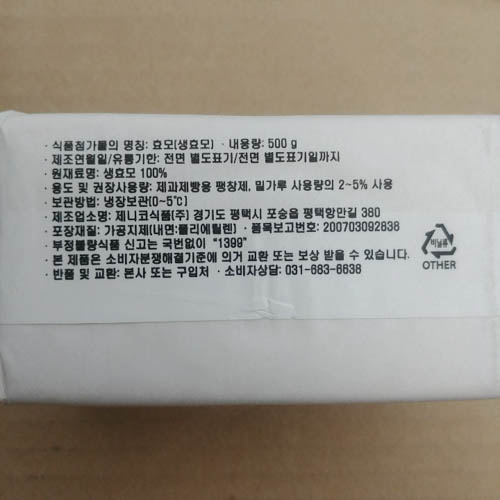 · 식품첨가물의 명칭: 효모(생효모) · 내용량: 500 g
· 제조연월일/유통기한: 전면 별도표기/전면 별도표기일까지
· 원재료명: 생효모 100%
· 용도 및 권장사용량: 제과제빵용 팽창제, 밀가루 사용량의 2~5% 사용
· 보관방법: 냉장보관(0~5℃)
· 제조업소명: 제니코식품(주) 경기도 평택시 포승읍 평택항만길 380
· 포장재질: 가공지제(내면:폴리에틸렌) · 품목보고번호: 200703092838
· 부정불량식품 신고는 국번없이 "1399"
· 본 제품은 소비자분쟁해결기준에 의거 교환 또는 보상 받을 수 있습니다.
· 반품 및 교환: 본사 또는 구입처 · 소비자상담: 031-683-6638
비닐류
OTHER